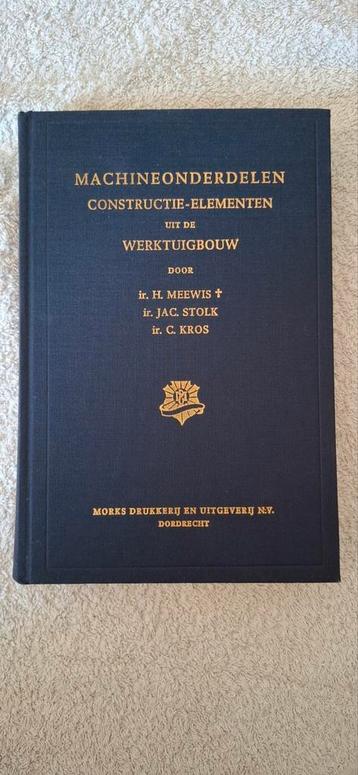 MACHINEONDERDELEN
CONSTRUCTIE-ELEMENTEN
UIT DE
WERKTUIGBOUW
DOOR
ir. H. MEEWIS †
ir. JAC. STOLK
ir. C. KROS
MORKS DRUKKERIJ EN UITGEVERIJ N.V.
DORDRECHT